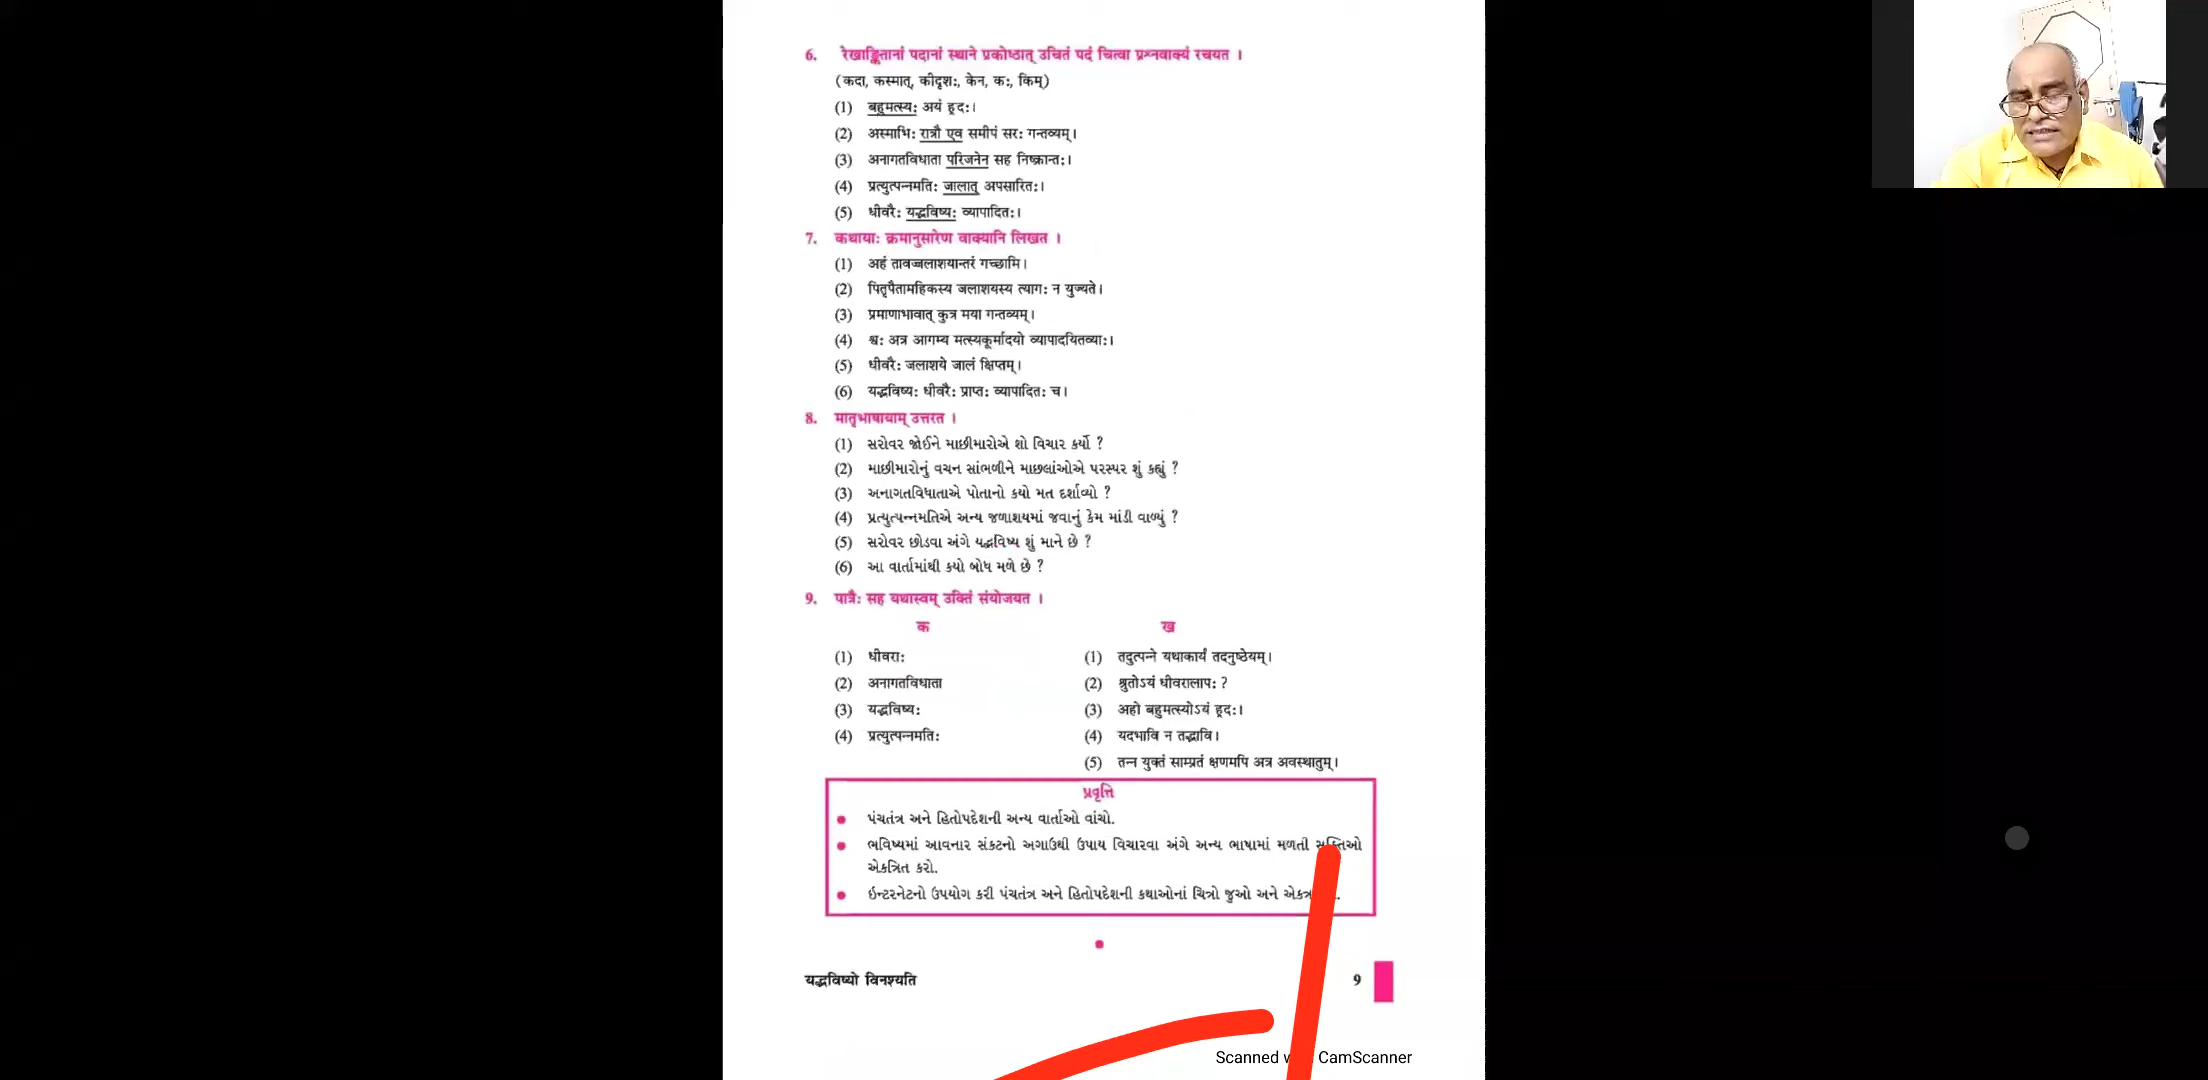 6. रेखाङ्कितानां पदानां स्थाने प्रकोष्ठात् उचितं पदं चित्वा प्रश्नवाक्यं रचयत ।
(कदा, कस्मात्, कीदृशः, केन, कः, किम्)
(1) बहुमत्स्यः अयं ह्रदः।
(2) अस्माभिः रात्रौ एव समीपं सरः गन्तव्यम्।
(3) अनागतविधाता परिजनेन सह निष्क्रान्तः।
(4) प्रत्युत्पन्नमतिः जालात् अपसारितः।
(5) धीवरैः यद्भविष्यः व्यापादितः।
7. कथायाः क्रमानुसारेण वाक्यानि लिखत ।
(1) अहं तावज्जलाशयान्तरं गच्छामि।
(2) पितृपैतामहिकस्य जलाशयस्य त्यागः न युज्यते।
(3) प्रमाणाभावात् कुत्र मया गन्तव्यम्।
(4) श्वः अत्र आगम्य मत्स्यकूर्मादयो व्यापादयितव्याः।
(5) धीवरैः जलाशये जालं क्षिप्तम्।
(6) यद्भविष्यः धीवरैः प्राप्तः व्यापादितः च।
8. मातृभाषायाम् उत्तरत ।
(1) સરોવર જોઈને માછીમારોએ શો વિચાર કર્યો ?
(2) માછીમારોનું વચન સાંભળીને માછલાંઓએ પરસ્પર શું કહ્યું ?
(3) અનાગતવિધાતાએ પોતાનો કયો મત દર્શાવ્યો ?
(4) પ્રત્યુત્પન્નમતિએ અન્ય જળાશયમાં જવાનું કેમ માંડી વાળ્યું ?
(5) સરોવર છોડવા અંગે યદ્ભવિષ્ય શું માને છે ?
(6) આ વાર્તામાંથી કયો બોધ મળે છે ?
9. पात्रैः सह यथास्वम् उक्तिं संयोजयत ।
क ख
(1) धीवराः (1) तदुत्पन्ने यथाकार्यं तदनुष्ठेयम्।
(2) अनागतविधाता (2) श्रुतोऽयं धीवरालापः ?
(3) यद्भविष्यः (3) अहो बहुमत्स्योऽयं ह्रदः।
(4) प्रत्युत्पन्नमतिः (4) यदभावि न तद्भावि।
(5) तन्न युक्तं साम्प्रतं क्षणमपि अत्र अवस्थातुम्।
પ્રવૃત્તિ
• પંચતંત્ર અને હિતોપદેશની અન્ય વાર્તાઓ વાંચો.
• ભવિષ્યમાં આવનાર સંકટનો અગાઉથી ઉપાય વિચારવા અંગે અન્ય ભાષામાં મળતી સૂક્તિઓ
એકત્રિત કરો.
• ઇન્ટરનેટનો ઉપયોગ કરી પંચતંત્ર અને હિતોપદેશની કથાઓનાં ચિત્રો જુઓ અને
यद्भविष्यो विनश्यति 9
Scanned CamScanner